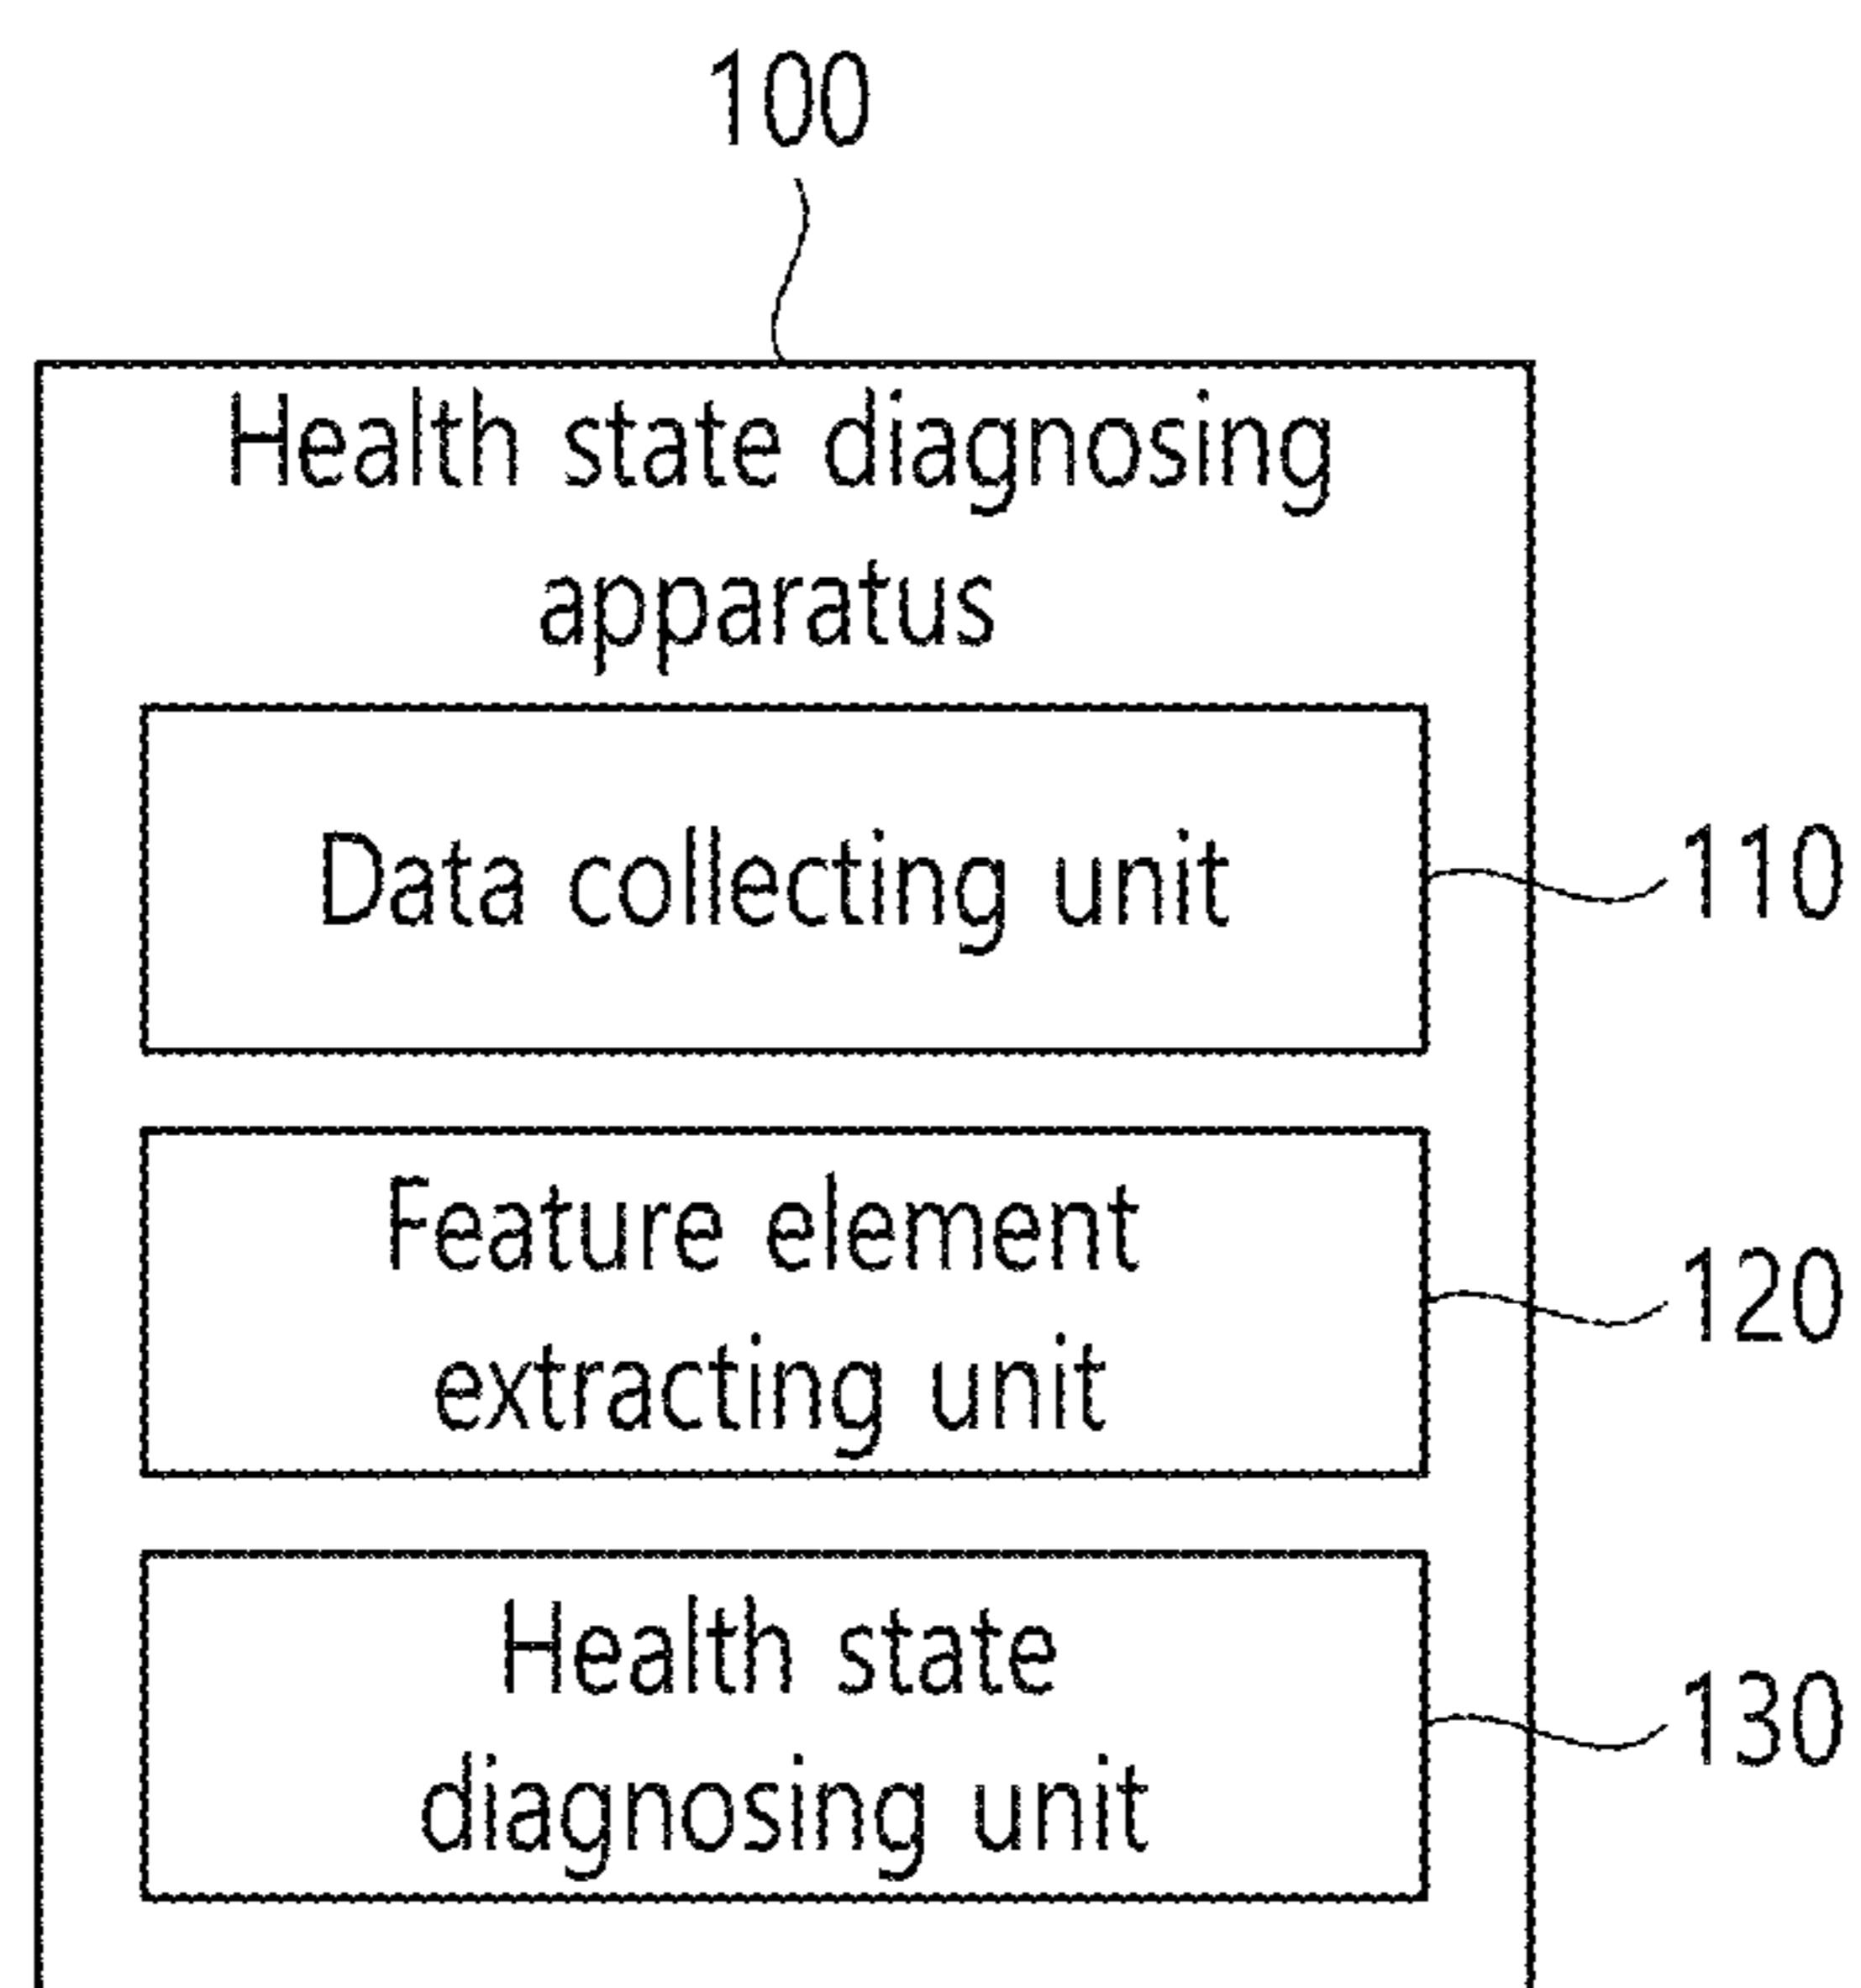 100
Health state diagnosing
apparatus
Data collecting unit
110
Feature element
extracting unit
120
Health state
diagnosing unit
130